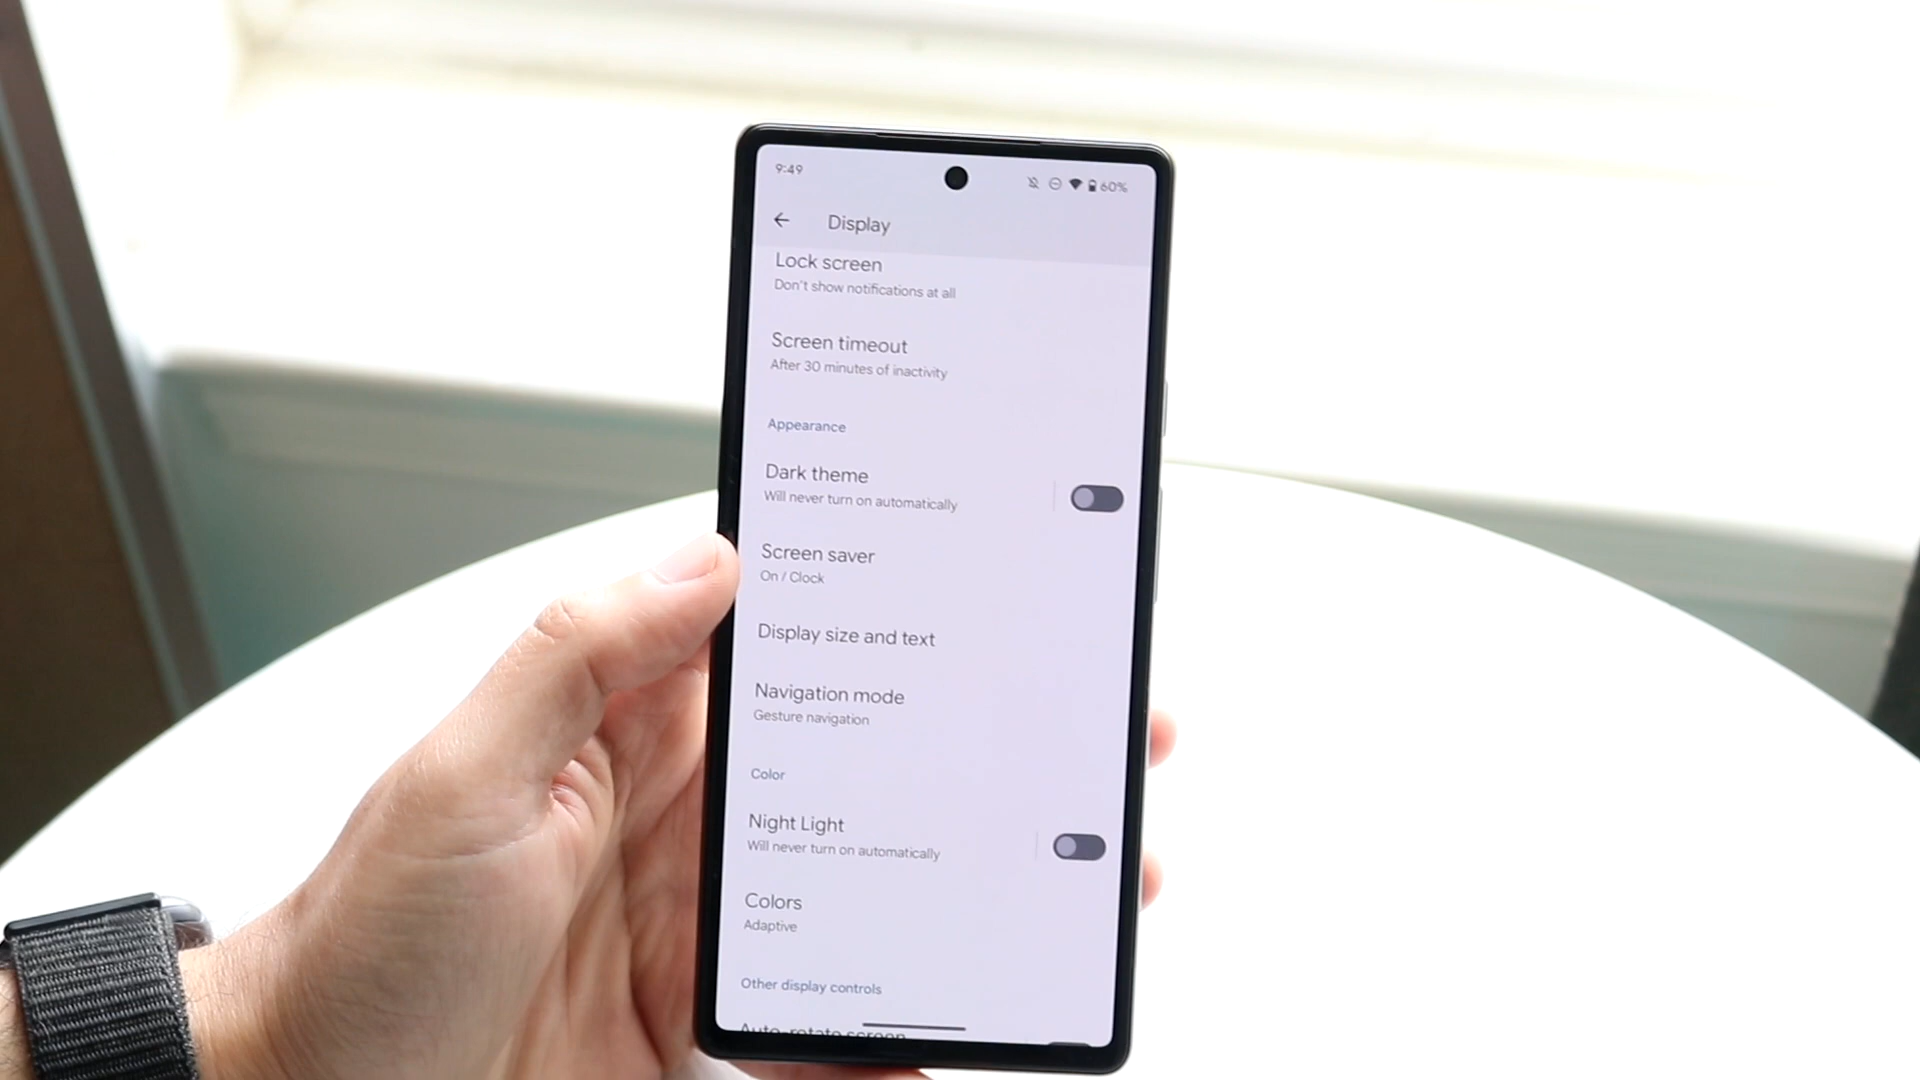 9:49
60%
Display
Lock screen
Don't show notifications at all
Screen timeout
After 30 minutes of inactivity
Appearance
Dark theme
Will never turn on automatically
Screen saver
On / Clock
Display size and text
Navigation mode
Gesture navigation
Color
Night Light
Will never turn on automatically
Colors
Adaptive
Other display controls
Auto-rotate screen